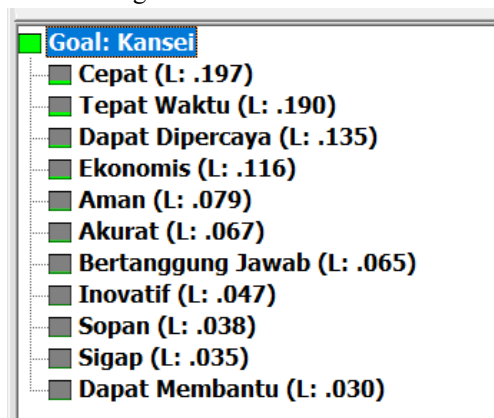 Goal: Kansei
Cepat (L: .197)
Tepat Waktu (L: .190)
Dapat Dipercaya (L: .135)
Ekonomis (L: .116)
Aman (L: .079)
Akurat (L: .067)
Bertanggung Jawab (L: .065)
Inovatif (L: .047)
Sopan (L: .038)
Sigap (L: .035)
Dapat Membantu (L: .030)